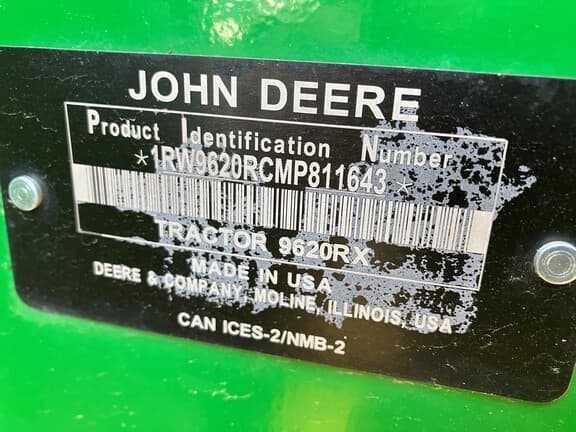 JOHN DEERE
Product Identification Number
*1RW9620RCMP811643*
TRACTOR 9620RX
MADE IN USA
DEERE & COMPANY, MOLINE, ILLINOIS, USA
CAN ICES-2/NMB-2